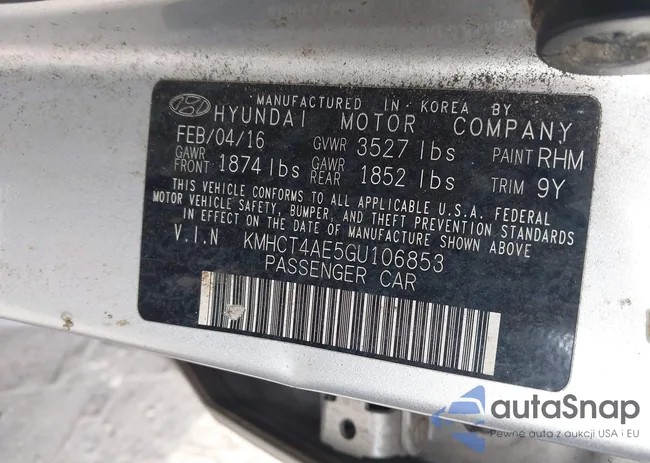 MANUFACTURED IN KOREA BY
HYUNDAI MOTOR COMPANY
FEB/04/16 GVWR 3527 lbs PAINT RHM
GAWR FRONT 1874 lbs GAWR REAR 1852 lbs TRIM 9Y
THIS VEHICLE CONFORMS TO ALL APPLICABLE U.S.A. FEDERAL
MOTOR VEHICLE SAFETY, BUMPER, AND THEFT PREVENTION STANDARDS
IN EFFECT ON THE DATE OF MANUFACTURE SHOWN ABOVE.
V.I.N KMHCT4AE5GU106853
PASSENGER CAR
autaSnap
Pewne auta z aukcji USA i EU